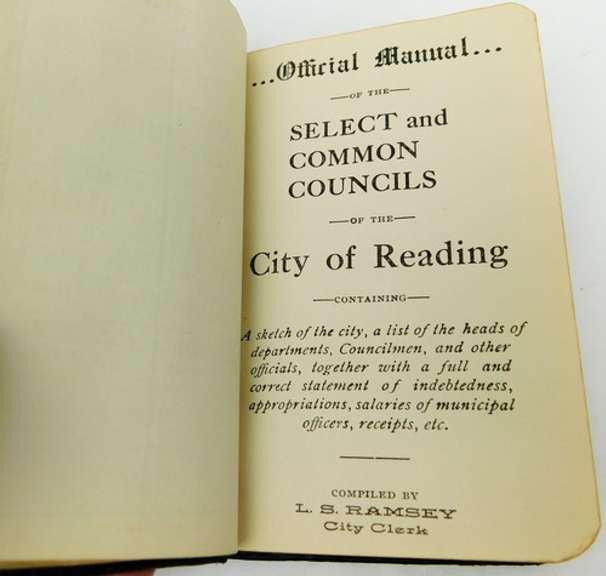 ...Official Manual...
—OF THE—
SELECT and
COMMON
COUNCILS
—OF THE—
City of Reading
—CONTAINING—
A sketch of the city, a list of the heads of
departments, Councilmen, and other
officials, together with a full and
correct statement of indebtedness,
appropriations, salaries of municipal
officers, receipts, etc.
COMPILED BY
L. S. RAMSEY
City Clerk